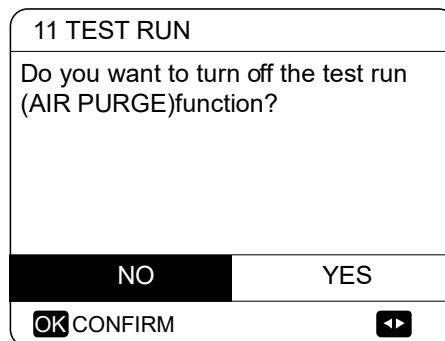 11 TEST RUN
Do you want to turn off the test run
(AIR PURGE)function?
NO YES
OK CONFIRM